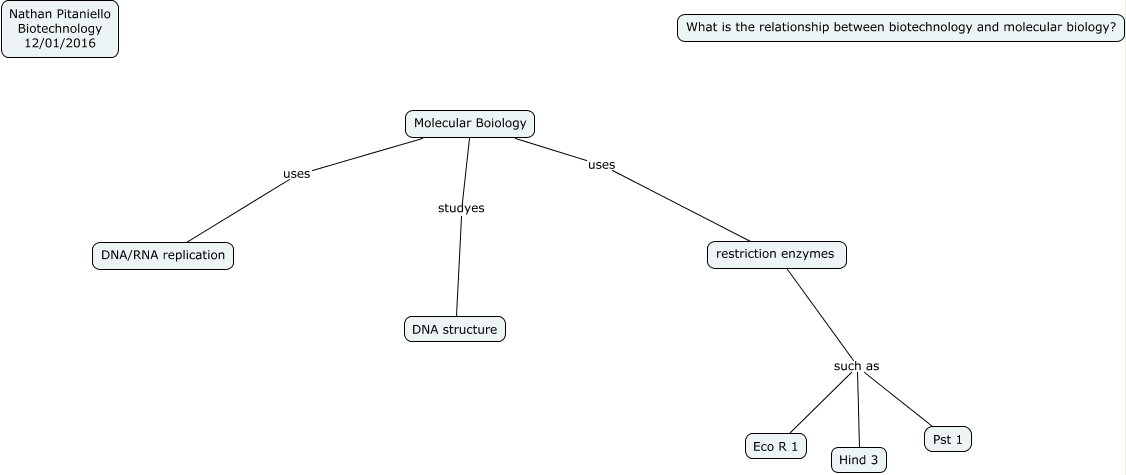 Nathan Pitaniello
Biotechnology
12/01/2016
What is the relationship between biotechnology and molecular biology?
Molecular Boiology
uses
uses
studyes
DNA/RNA replication
restriction enzymes
DNA structure
such as
Eco R 1
Hind 3
Pst 1